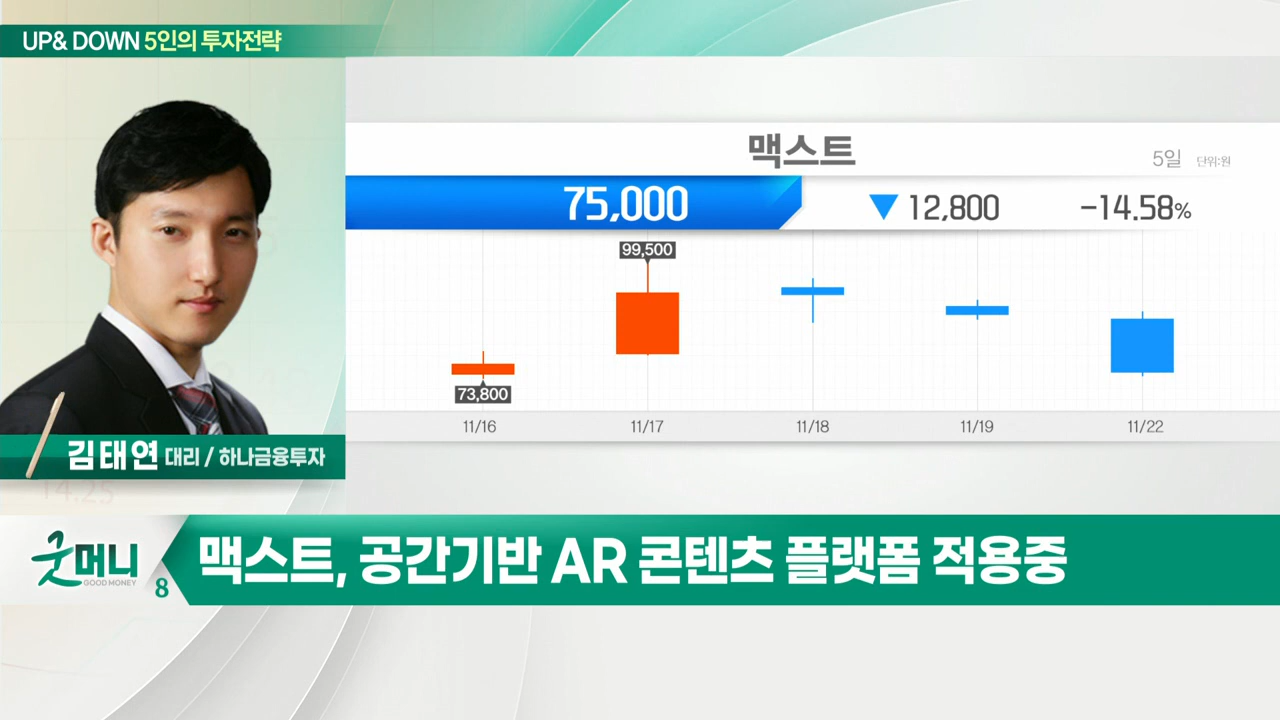 UP& DOWN 5인의 투자전략
맥스트
5일 단위:원
75,000 ▼ 12,800 -14.58%
99,500
73,800
11/16 11/17 11/18 11/19 11/22
김태연 대리 / 하나금융투자
14.25
굿머니
GOOD MONEY
8
맥스트, 공간기반 AR 콘텐츠 플랫폼 적용중